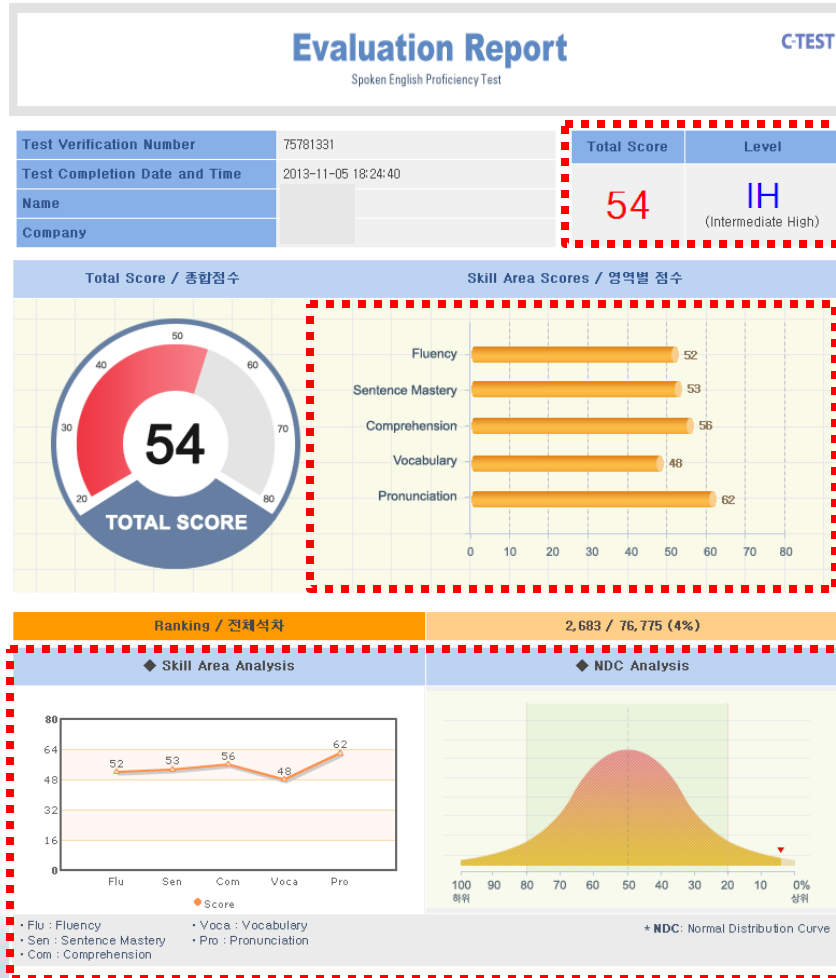 Evaluation Report
C-TEST
Spoken English Proficiency Test
Test Verification Number 75781331
Test Completion Date and Time 2013-11-05 18:24:40
Name
Company
Total Score Level
54 IH
(Intermediate High)
Total Score / 종합점수
Skill Area Scores / 영역별 점수
20 30 40 50 60 70 80
54
TOTAL SCORE
Fluency 52
Sentence Mastery 53
Comprehension 56
Vocabulary 48
Pronunciation 62
0 10 20 30 40 50 60 70 80
Ranking / 전체석차 2,683 / 76,775 (4%)
◆ Skill Area Analysis
80
64
48
32
16
0
52 53 56 48 62
Flu Sen Com Voca Pro
Score
◆ NDC Analysis
100 90 80 70 60 50 40 30 20 10 0%
하위 상위
· Flu : Fluency · Voca : Vocabulary
· Sen : Sentence Mastery · Pro : Pronunciation
· Com : Comprehension
* NDC: Normal Distribution Curve